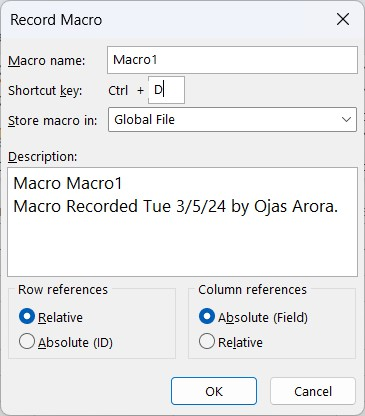 Record Macro
Macro name: Macro1
Shortcut key: Ctrl + D
Store macro in: Global File
Description:
Macro Macro1
Macro Recorded Tue 3/5/24 by Ojas Arora.
Row references Column references
Relative Absolute (Field)
Absolute (ID) Relative
OK Cancel